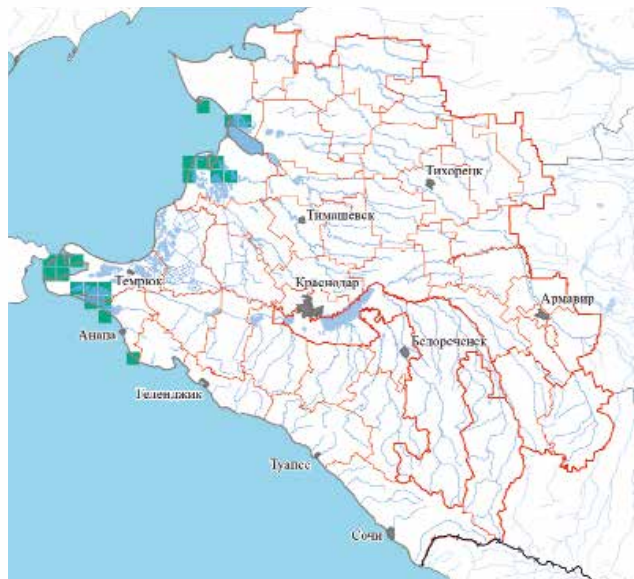 Тихорецк
Тимашевск
Темрюк
Краснодар
Армавир
Анапа
Белореченск
Геленджик
Туапсе
Сочи